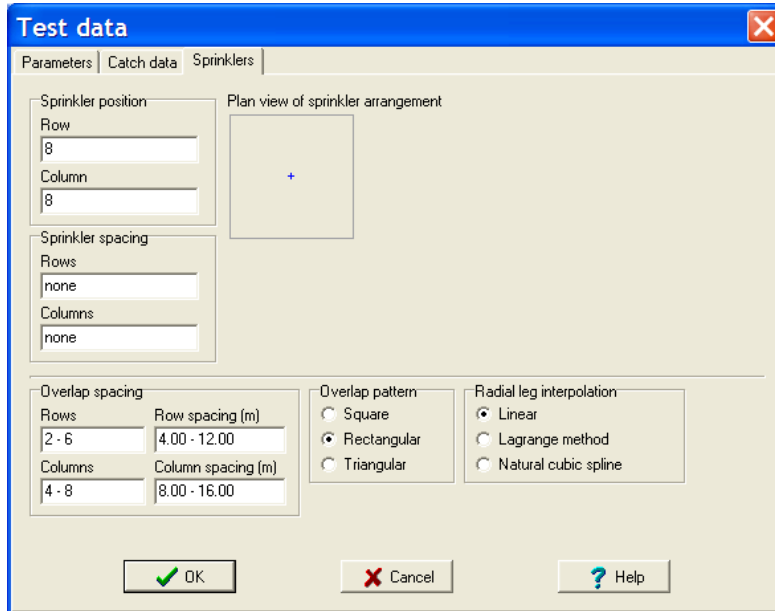 Test data
Parameters Catch data Sprinklers
Sprinkler position
Row
8
Column
8
Plan view of sprinkler arrangement
Sprinkler spacing
Rows
none
Columns
none
Overlap spacing
Rows Row spacing (m)
2 - 6 4.00 - 12.00
Columns Column spacing (m)
4 - 8 8.00 - 16.00
Overlap pattern
Square
Rectangular
Triangular
Radial leg interpolation
Linear
Lagrange method
Natural cubic spline
OK Cancel ? Help